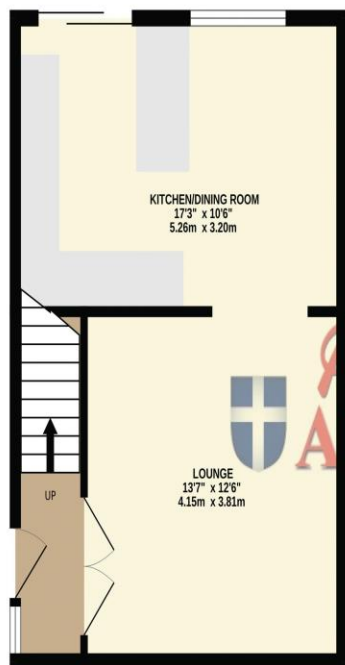 KITCHEN/DINING ROOM
17'3" x 10'6"
5.26m x 3.20m
LOUNGE
13'7" x 12'6"
4.15m x 3.81m
UP
A